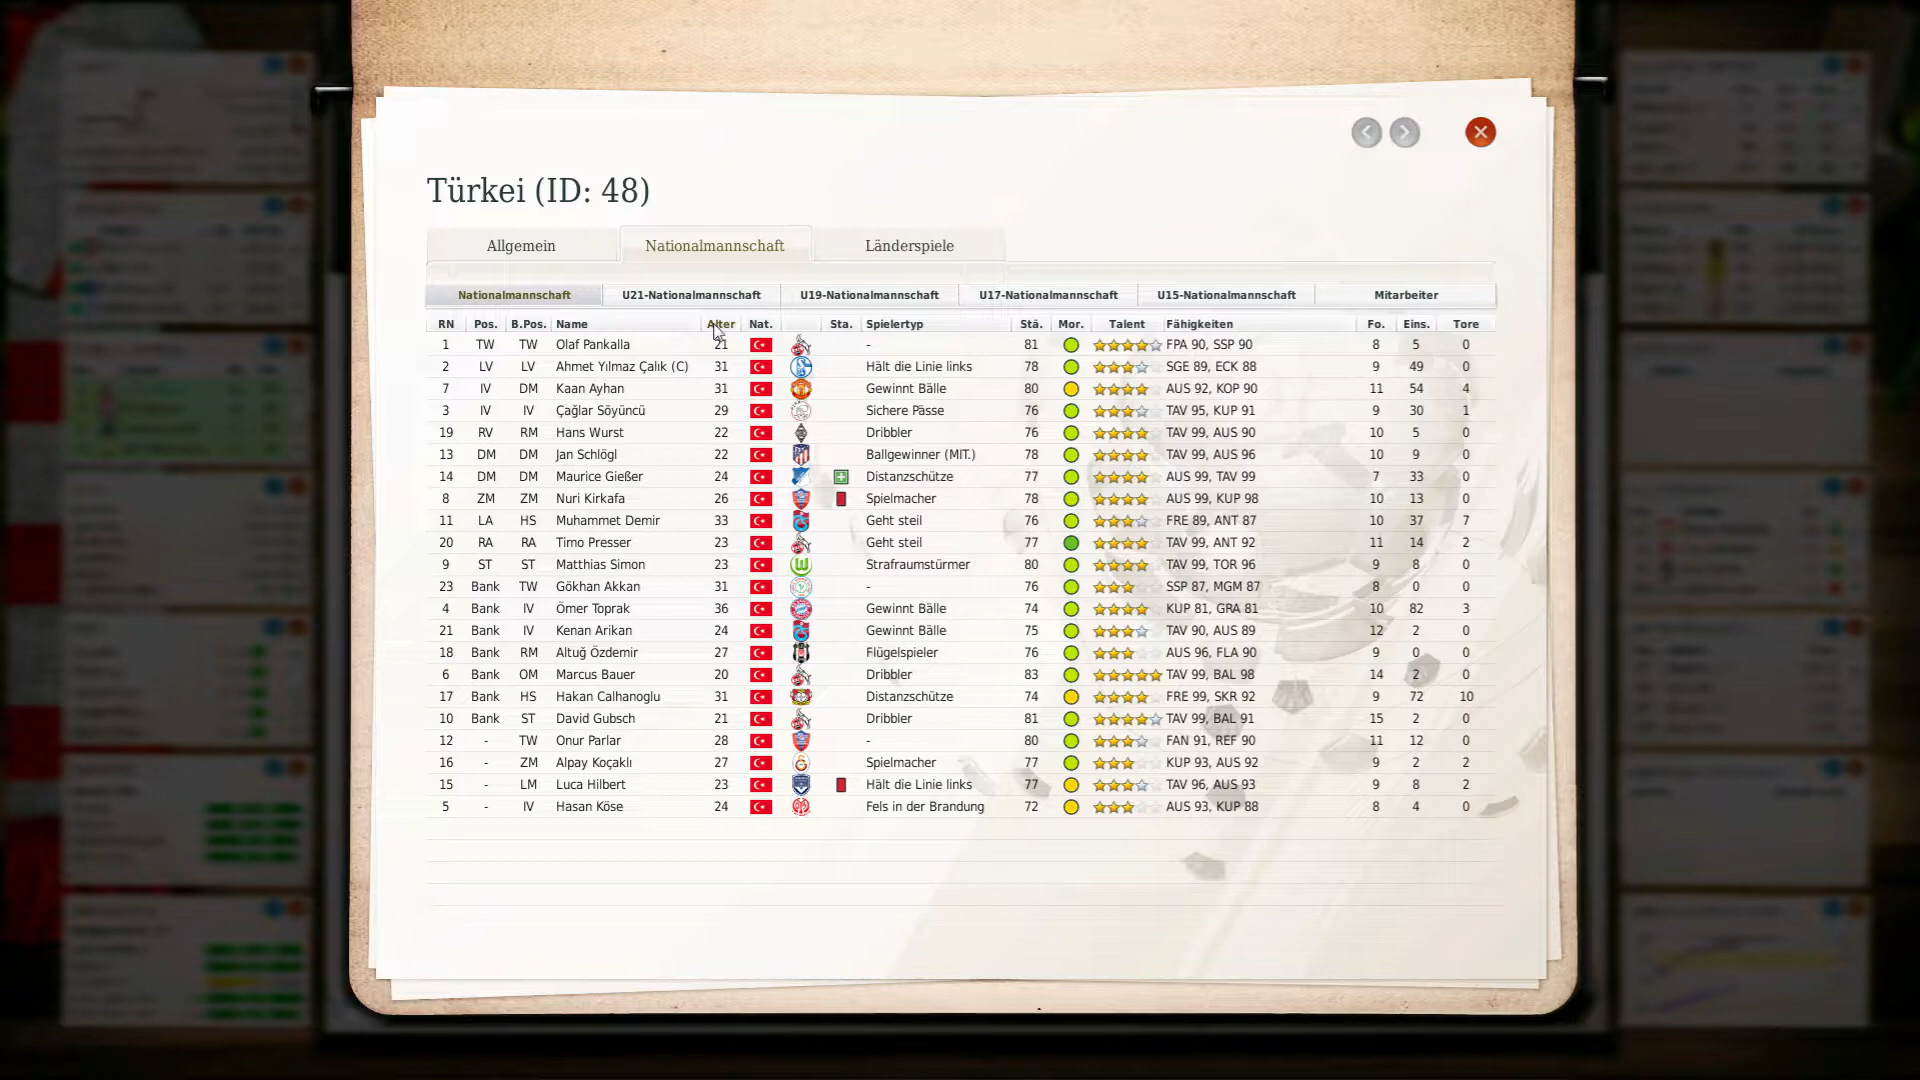 Türkei (ID: 48)
Allgemein Nationalmannschaft Länderspiele
Nationalmannschaft U21-Nationalmannschaft U19-Nationalmannschaft U17-Nationalmannschaft U15-Nationalmannschaft Mitarbeiter
RN Pos. B.Pos. Name Alter Nat. Sta. Spielertyp Stä. Mor. Talent Fähigkeiten Fo. Eins. Tore
1 TW TW Olaf Pankalla 21 - 81 FPA 90, SSP 90 8 5 0
2 LV LV Ahmet Yılmaz Çalık (C) 31 Hält die Linie links 78 SGE 89, ECK 88 9 49 0
7 IV DM Kaan Ayhan 31 Gewinnt Bälle 80 AUS 92, KOP 90 11 54 4
3 IV IV Çağlar Söyüncü 29 Sichere Pässe 76 TAV 95, KUP 91 9 30 1
19 RV RM Hans Wurst 22 Dribbler 76 TAV 99, AUS 90 10 5 0
13 DM DM Jan Schlögl 22 Ballgewinner (MIT.) 78 TAV 99, AUS 96 10 9 0
14 DM DM Maurice Gießer 24 Distanzschütze 77 AUS 99, TAV 99 7 33 0
8 ZM ZM Nuri Kirkafa 26 Spielmacher 78 AUS 99, KUP 98 10 13 0
11 LA HS Muhammet Demir 33 Geht steil 76 FRE 89, ANT 87 10 37 7
20 RA RA Timo Presser 23 Geht steil 77 TAV 99, ANT 92 11 14 2
9 ST ST Matthias Simon 23 Strafraumstürmer 80 TAV 99, TOR 96 9 8 0
23 Bank TW Gökhan Akkan 31 - 76 SSP 87, MGM 87 8 0 0
4 Bank IV Ömer Toprak 36 Gewinnt Bälle 74 KUP 81, GRA 81 10 82 3
21 Bank IV Kenan Arikan 24 Gewinnt Bälle 75 TAV 90, AUS 89 12 2 0
18 Bank RM Altuğ Özdemir 27 Flügelspieler 76 AUS 96, FLA 90 9 0 0
6 Bank OM Marcus Bauer 20 Dribbler 83 TAV 99, BAL 98 14 2 0
17 Bank HS Hakan Calhanoglu 31 Distanzschütze 74 FRE 99, SKR 92 9 72 10
10 Bank ST David Gubsch 21 Dribbler 81 TAV 99, BAL 91 15 2 0
12 - TW Onur Parlar 28 - 80 FAN 91, REF 90 11 12 0
16 - ZM Alpay Koçaklı 27 Spielmacher 77 KUP 93, AUS 92 9 2 2
15 - LM Luca Hilbert 23 Hält die Linie links 77 TAV 96, AUS 93 9 8 2
5 - IV Hasan Köse 24 Fels in der Brandung 72 AUS 93, KUP 88 8 4 0